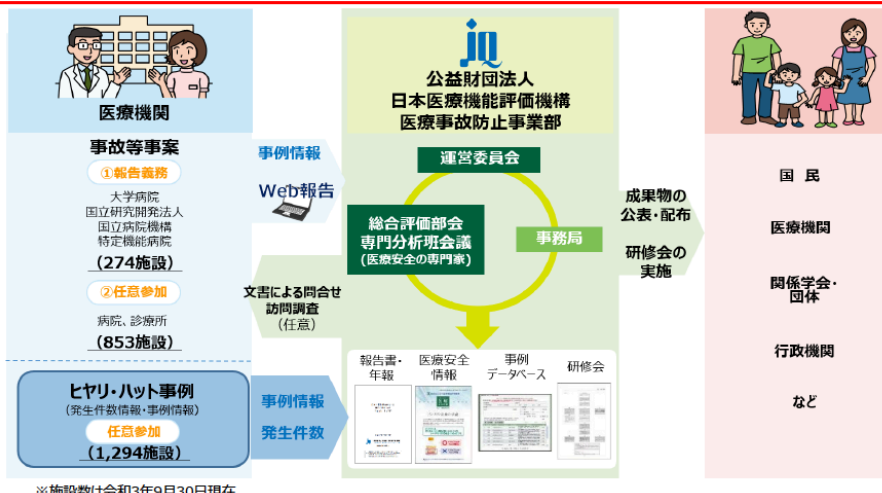 医療機関
事故等事案
①報告義務
大学病院
国立研究開発法人
国立病院機構
特定機能病院
(274施設)
②任意参加
病院、診療所
(853施設)
ヒヤリ・ハット事例
(発生件数情報・事例情報)
任意参加
(1,294施設)
※施設数は令和3年9月30日現在
事例情報
Web報告
文書による問合せ
訪問調査
(任意)
事例情報
発生件数
jQ
公益財団法人
日本医療機能評価機構
医療事故防止事業部
運営委員会
総合評価部会
専門分析班会議
(医療安全の専門家)
事務局
報告書・
年報
医療安全
情報
事例
データベース
研修会
成果物の
公表・配布
研修会の
実施
国 民
医療機関
関係学会・
団体
行政機関
など